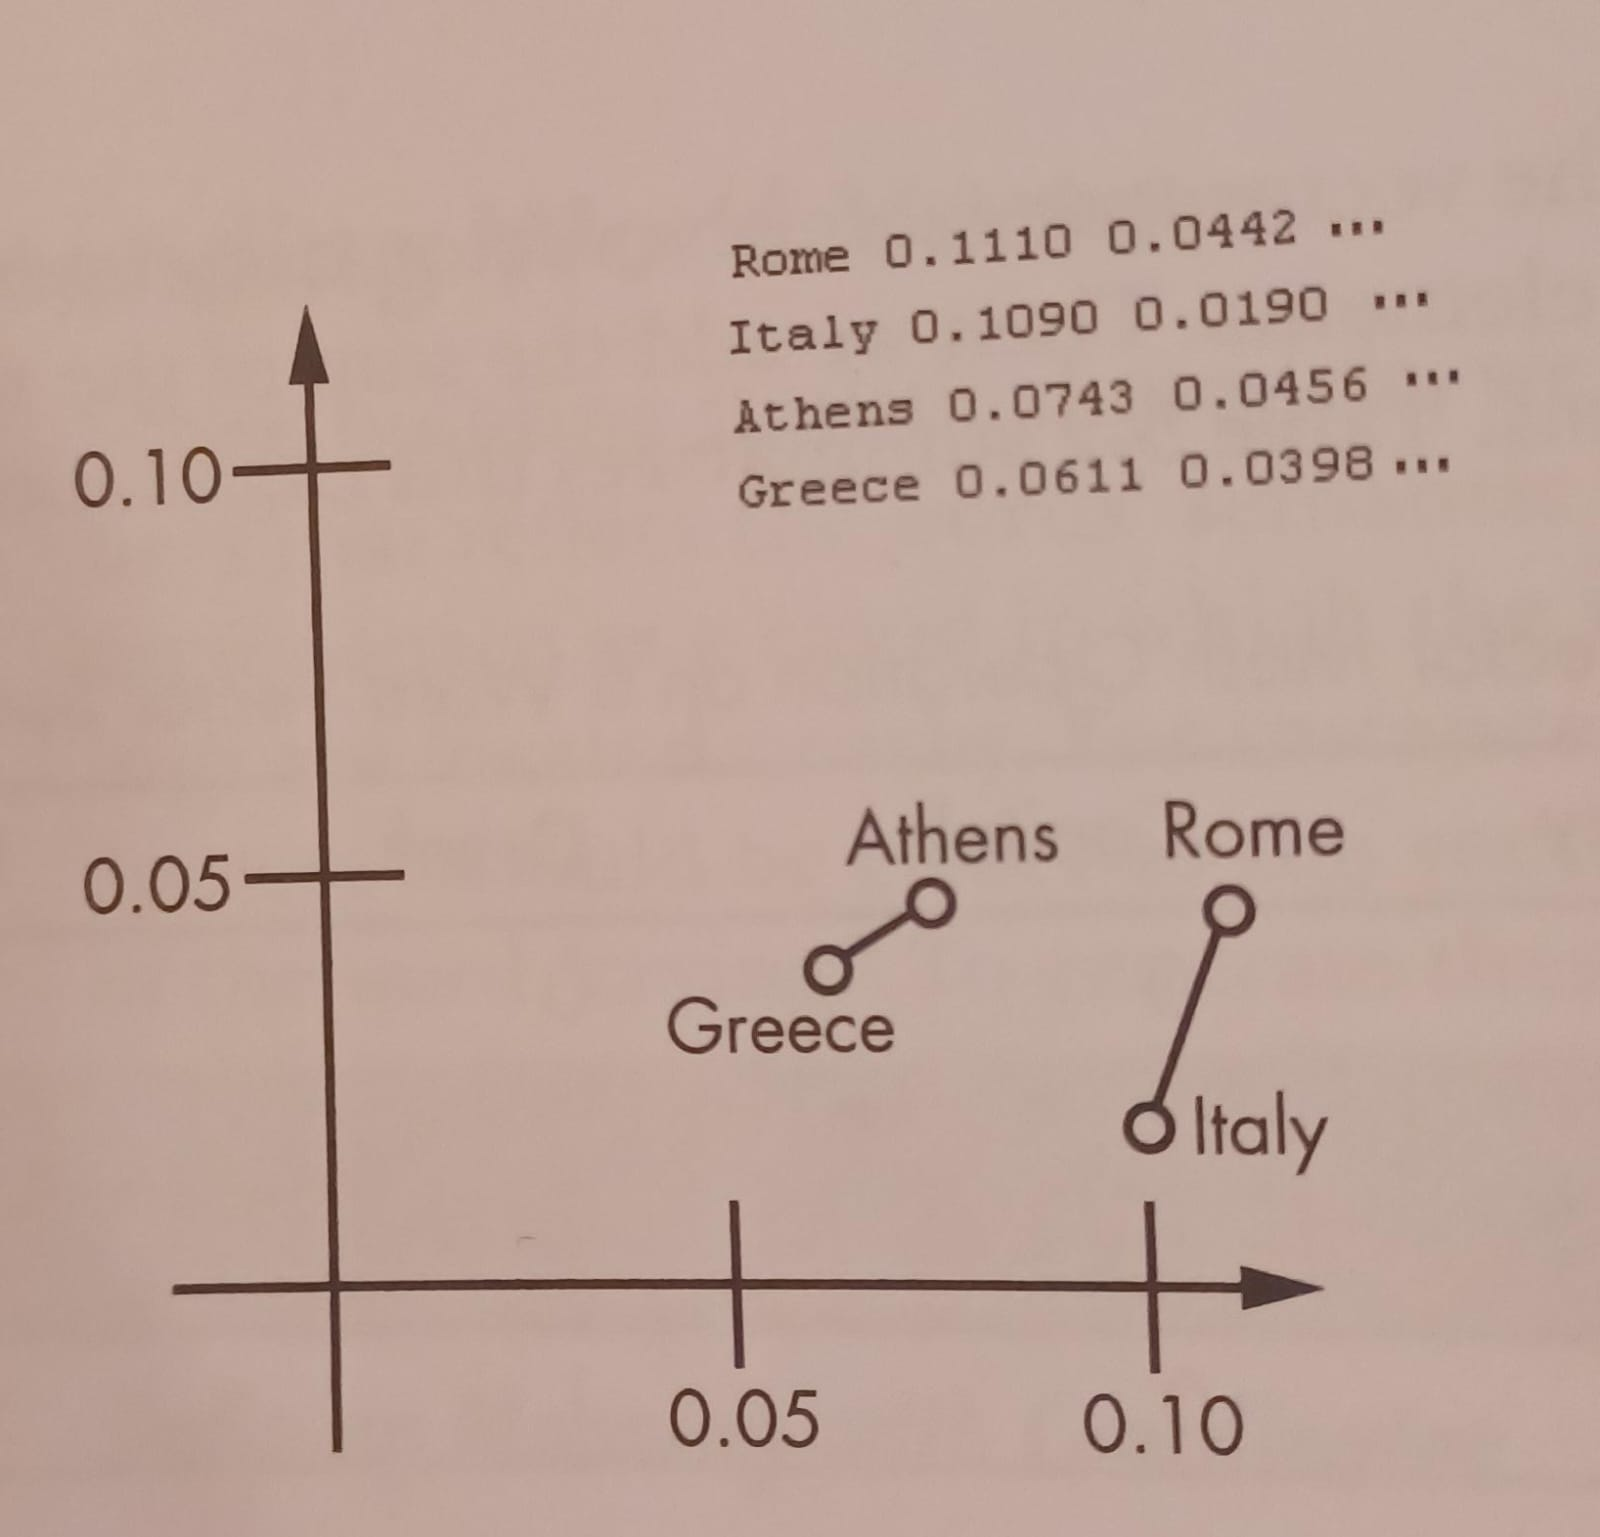 Rome 0.1110 0.0442 ...
Italy 0.1090 0.0190 ...
Athens 0.0743 0.0456 ...
Greece 0.0611 0.0398 ...
0.10
0.05
Athens
Rome
Greece
Italy
0.05
0.10